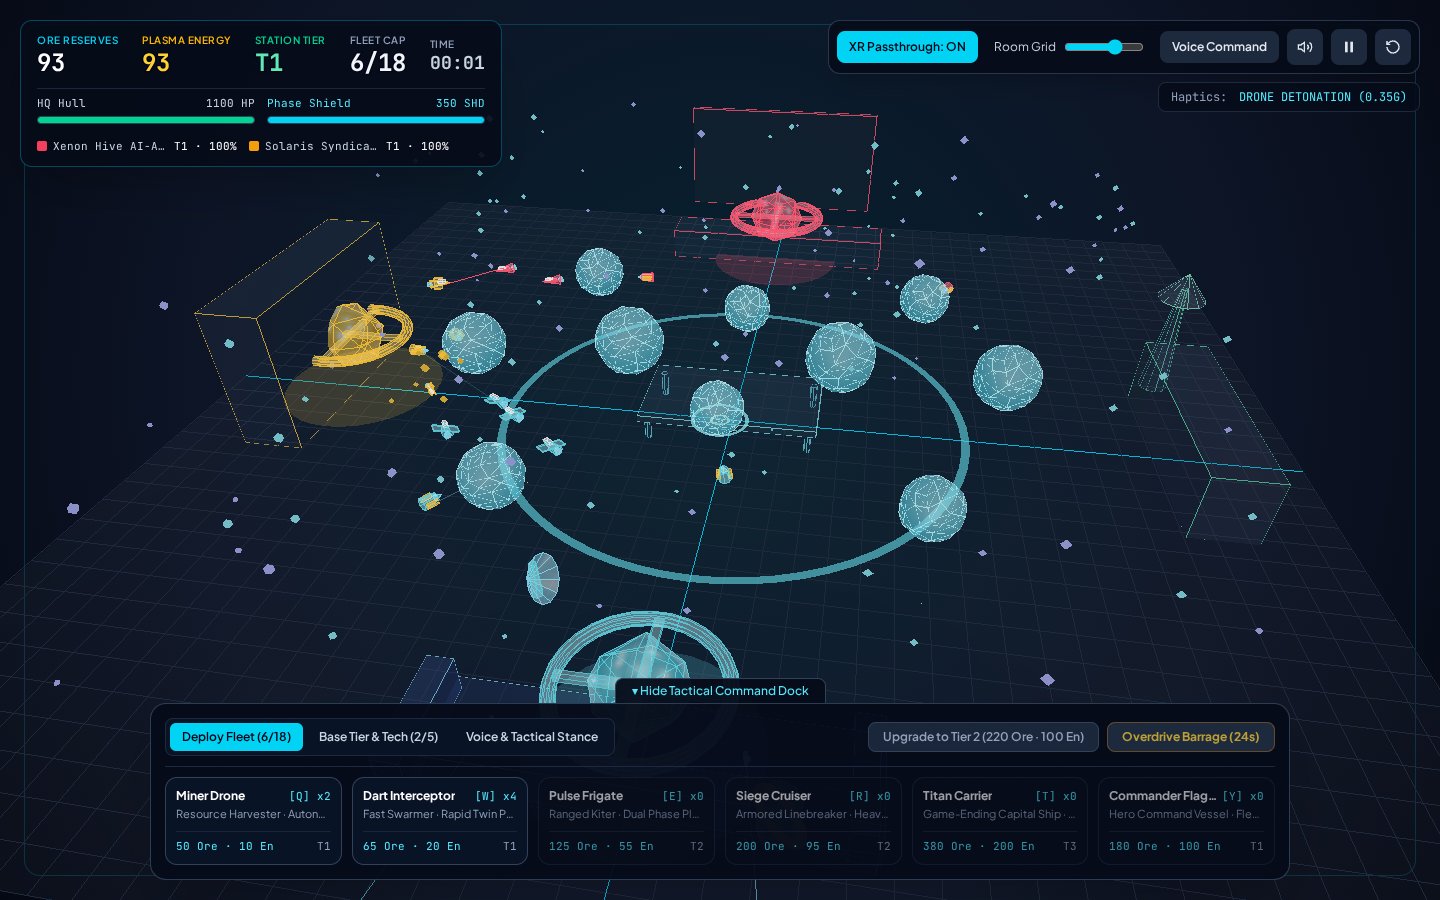 ORE RESERVES
93
PLASMA ENERGY
93
STATION TIER
T1
FLEET CAP
6/18
TIME
00:01
HQ Hull 1100 HP
Phase Shield 350 SHD
Xenon Hive AI-A… T1 · 100%
Solaris Syndica… T1 · 100%
XR Passthrough: ON
Room Grid
Voice Command
Haptics: DRONE DETONATION (0.35G)
▾ Hide Tactical Command Dock
Deploy Fleet (6/18)
Base Tier & Tech (2/5)
Voice & Tactical Stance
Upgrade to Tier 2 (220 Ore · 100 En)
Overdrive Barrage (24s)
Miner Drone [Q] x2
Resource Harvester · Auton…
50 Ore · 10 En T1
Dart Interceptor [W] x4
Fast Swarmer · Rapid Twin P…
65 Ore · 20 En T1
Pulse Frigate [E] x0
Ranged Kiter · Dual Phase Pl…
125 Ore · 55 En T2
Siege Cruiser [R] x0
Armored Linebreaker · Heav…
200 Ore · 95 En T2
Titan Carrier [T] x0
Game-Ending Capital Ship · …
380 Ore · 200 En T3
Commander Flag… [Y] x0
Hero Command Vessel · Fle…
180 Ore · 100 En T1